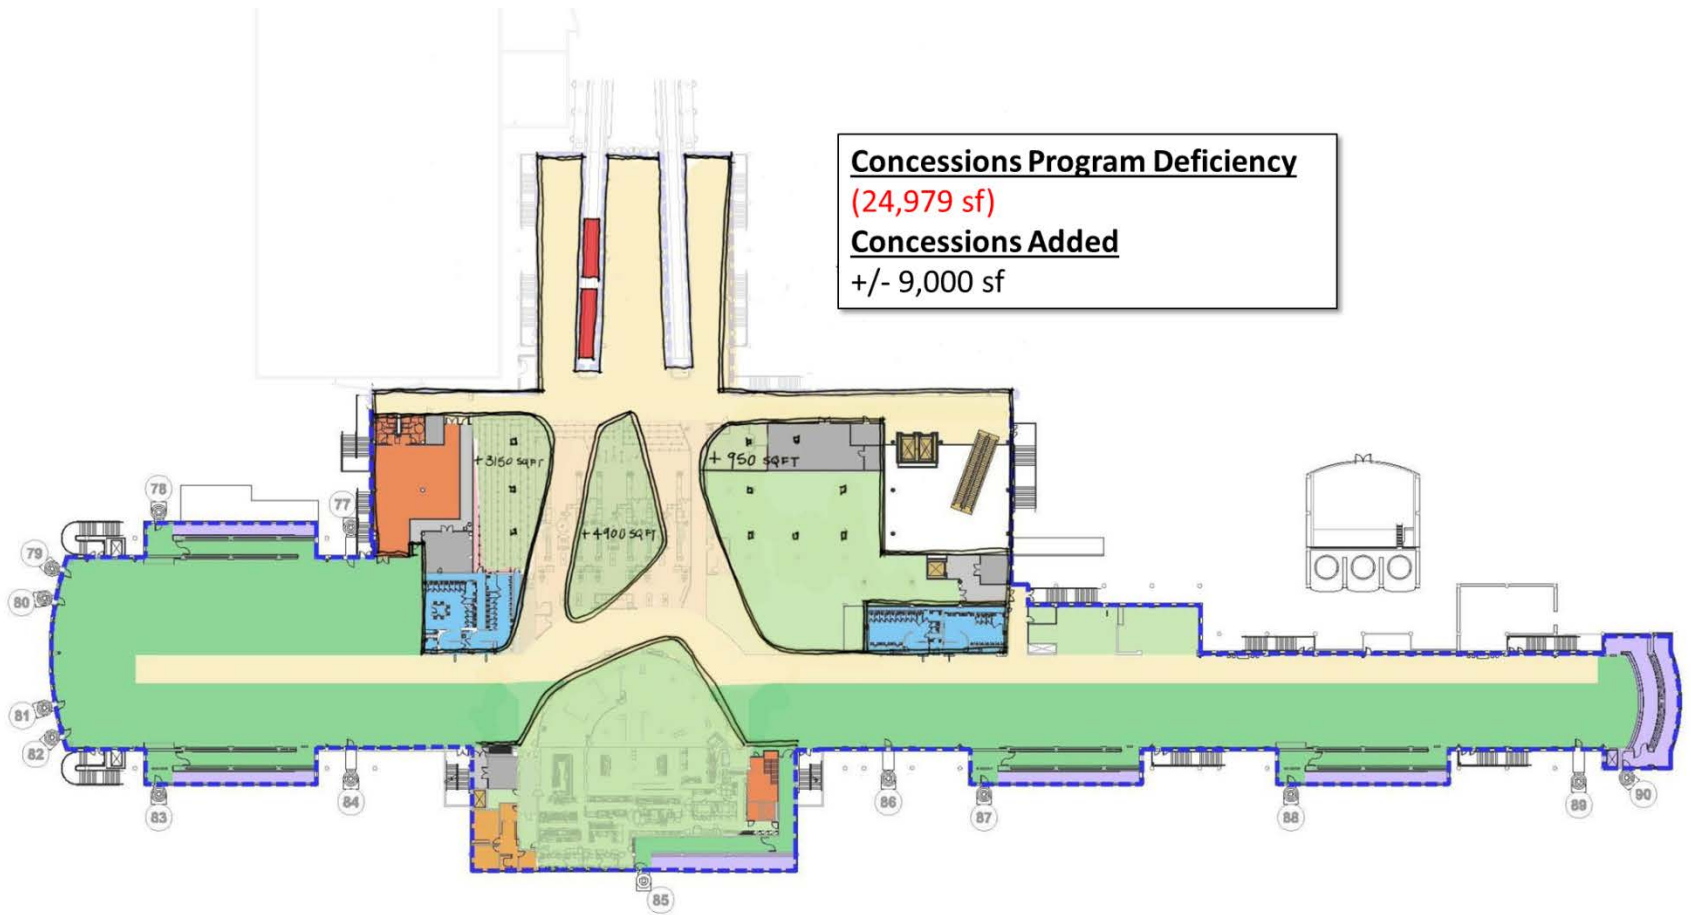 Concessions Program Deficiency
(24,979 sf)
Concessions Added
+/- 9,000 sf
+3150 SQFT
+ 950 SQFT
+4900 SQFT
78
77
79
80
81
82
83
84
85
86
87
88
89
90